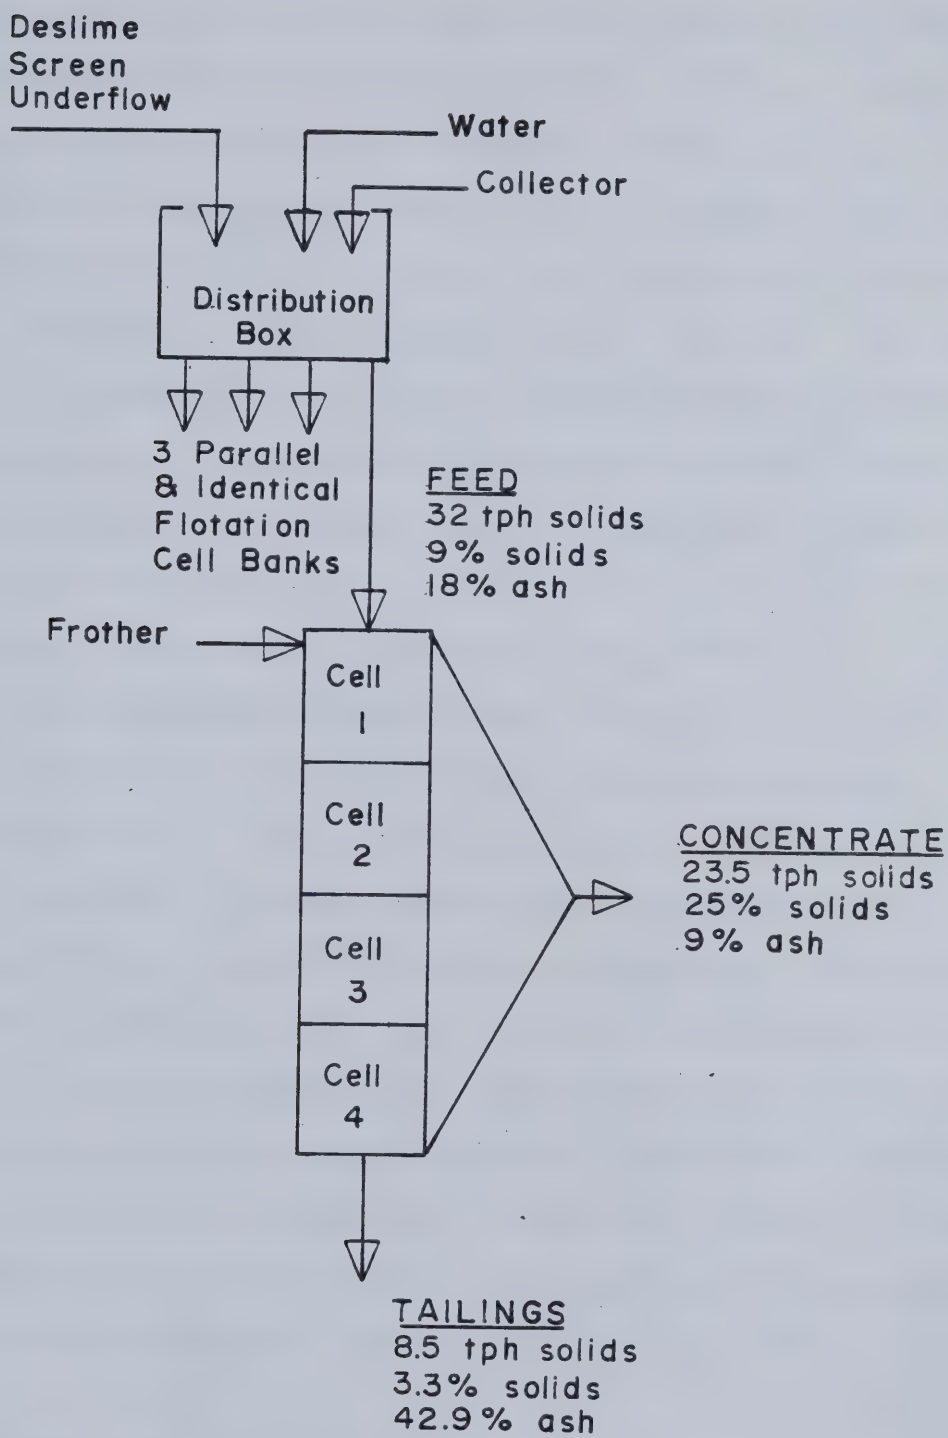 Deslime
Screen
Underflow
Water
Collector
Distribution
Box
3 Parallel
& Identical
Flotation
Cell Banks
FEED
32 tph solids
9% solids
18% ash
Frother
Cell
1
Cell
2
Cell
3
Cell
4
CONCENTRATE
23.5 tph solids
25% solids
9% ash
TAILINGS
8.5 tph solids
3.3% solids
42.9% ash